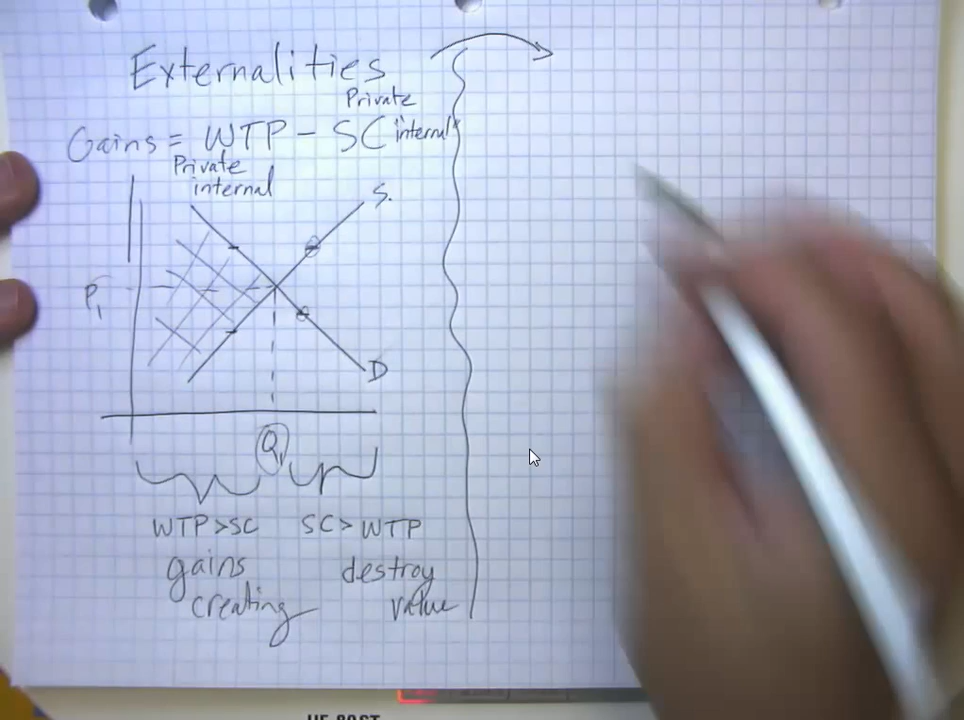 Externalities
Private
Gains = WTP - SC internal
Private
internal
S.
P1
D
Q1
WTP>SC SC> WTP
gains destroy
creating value